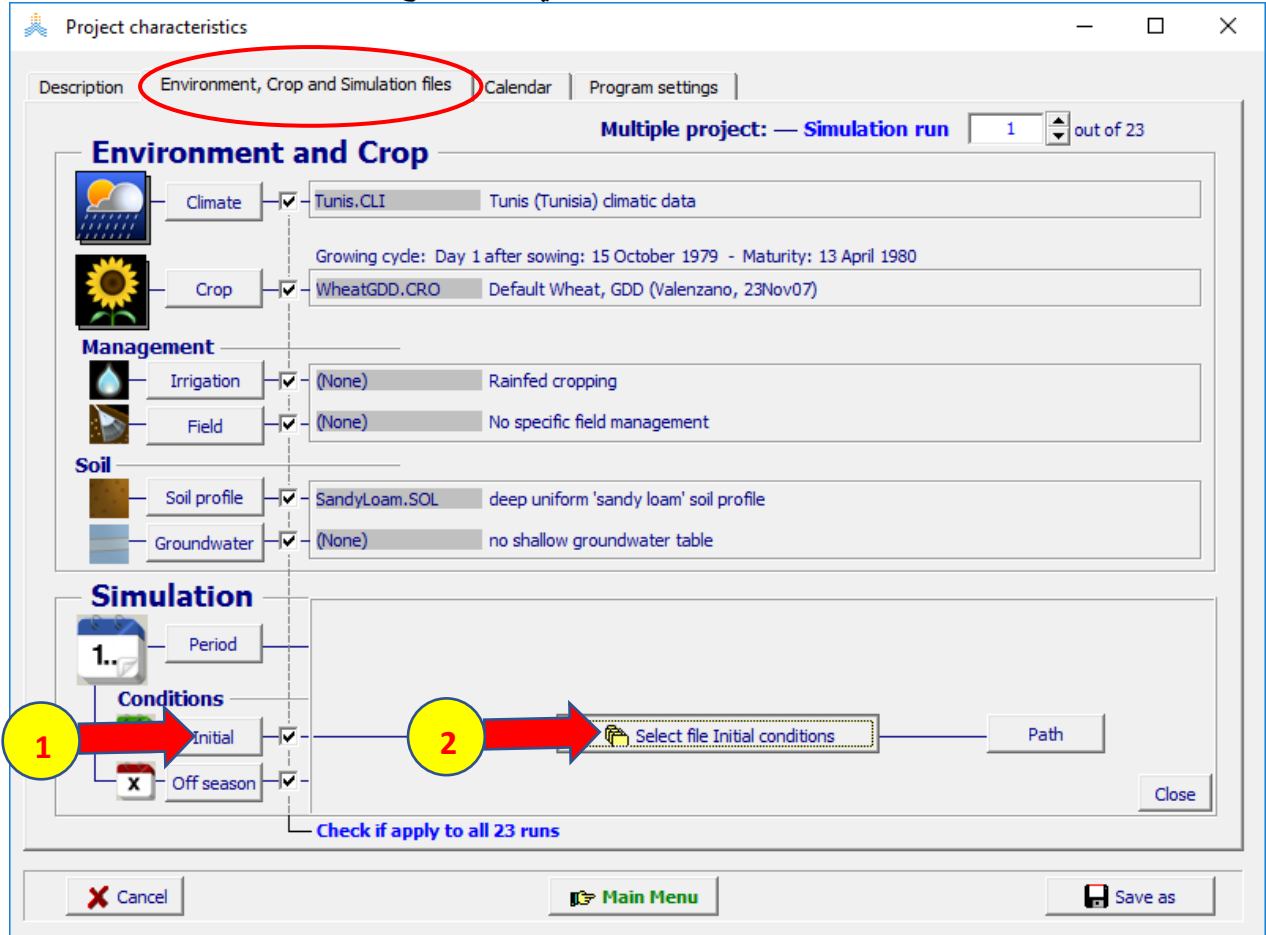 Project characteristics
Description
Environment, Crop and Simulation files
Calendar
Program settings
Multiple project: — Simulation run 1 out of 23
Environment and Crop
Climate Tunis.CLI Tunis (Tunisia) climatic data
Growing cycle: Day 1 after sowing: 15 October 1979 - Maturity: 13 April 1980
Crop WheatGDD.CRO Default Wheat, GDD (Valenzano, 23Nov07)
Management
Irrigation (None) Rainfed cropping
Field (None) No specific field management
Soil
Soil profile SandyLoam.SOL deep uniform 'sandy loam' soil profile
Groundwater (None) no shallow groundwater table
Simulation
1.. Period
Conditions
1 Initial 2 Select file Initial conditions Path
X Off season
Close
Check if apply to all 23 runs
Cancel
Main Menu
Save as